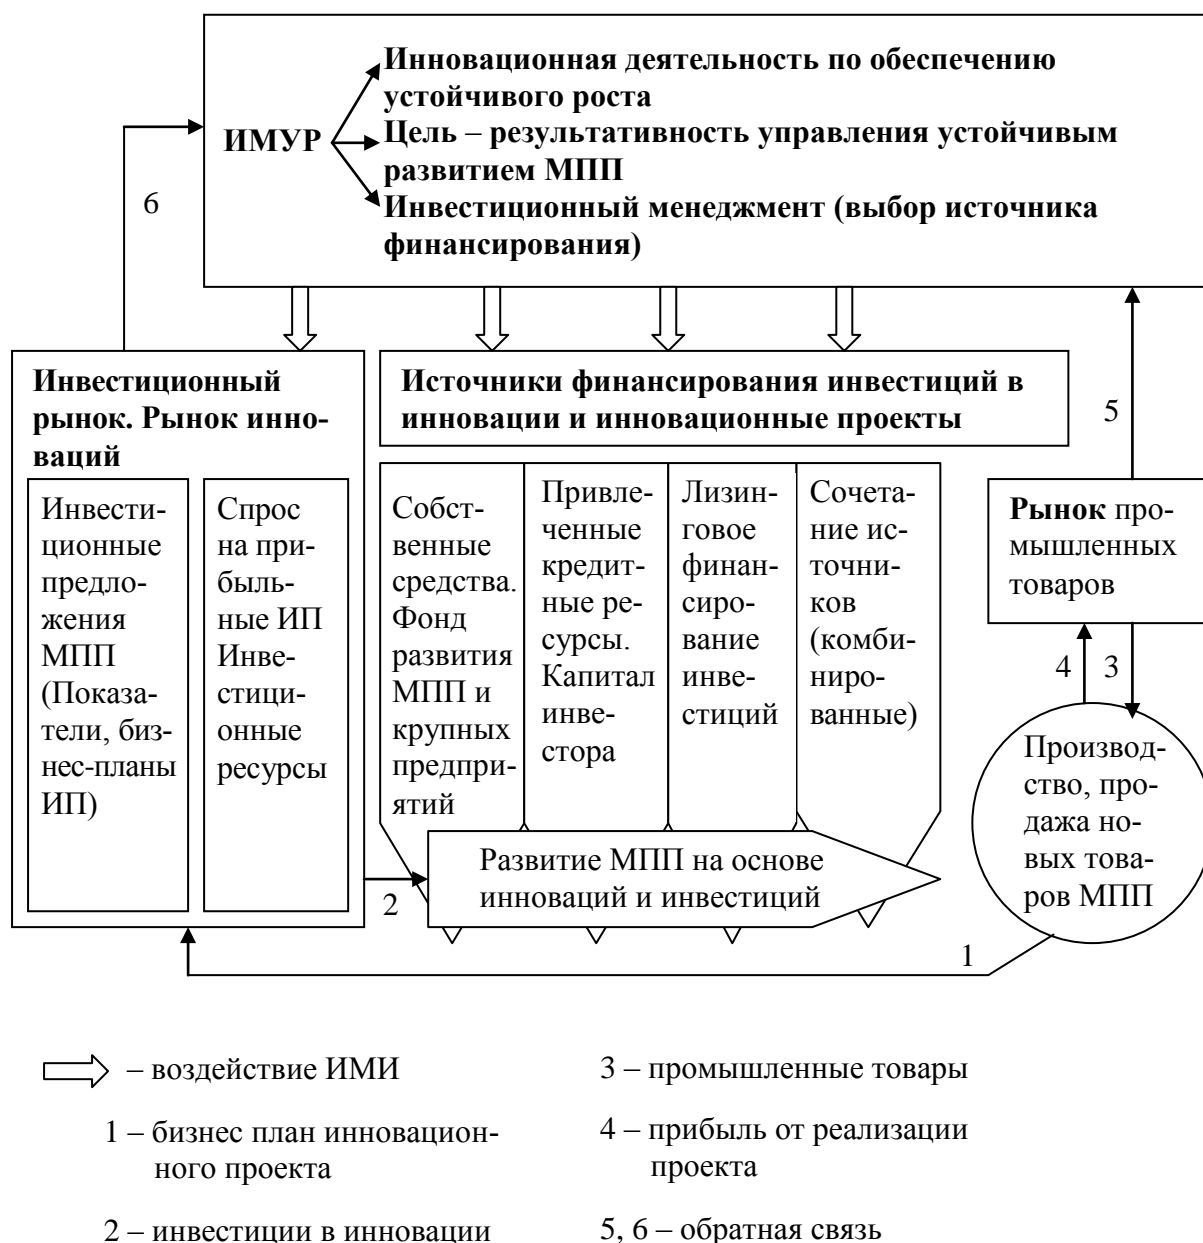 Инновационная деятельность по обеспечению
устойчивого роста
ИМУР
Цель – результативность управления устойчивым
развитием МПП
Инвестиционный менеджмент (выбор источника
финансирования)
6
Инвестиционный
рынок. Рынок инно-
ваций
Инвести-
ционные
предло-
жения
МПП
(Показа-
тели, биз-
нес-планы
ИП)
Спрос
на при-
быль-
ные ИП
Инве-
стици-
онные
ресурсы
Источники финансирования инвестиций в
инновации и инновационные проекты
Собст-
венные
средства.
Фонд
развития
МПП и
крупных
предпри-
ятий
Привле-
ченные
кредит-
ные ре-
сурсы.
Капитал
инве-
стора
Лизин-
говое
финан-
сиро-
вание
инве-
стиций
Сочета-
ние ис-
точни-
ков
(комби-
ниро-
ванные)
5
Рынок про-
мышленных
товаров
4
3
Производ-
ство, про-
дажа но-
вых това-
ров МПП
2
Развитие МПП на основе
инноваций и инвестиций
1
– воздействие ИМИ
1 – бизнес план инновацион-
ного проекта
2 – инвестиции в инновации
3 – промышленные товары
4 – прибыль от реализации
проекта
5, 6 – обратная связь